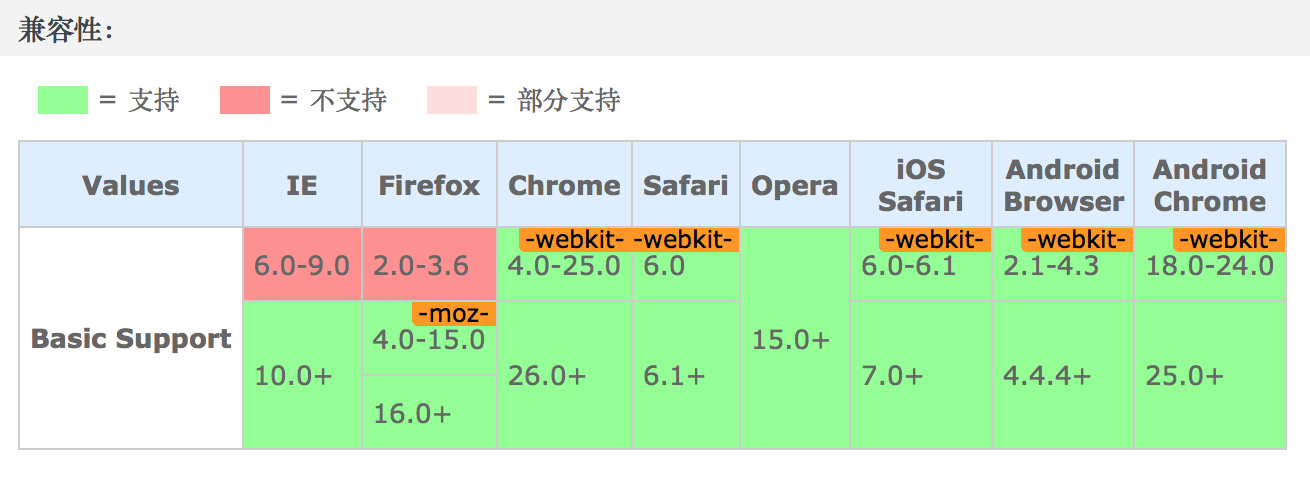 兼容性:
= 支持 = 不支持 = 部分支持
Values IE Firefox Chrome Safari Opera iOS Safari Android Browser Android Chrome
-webkit- -webkit- -webkit- -webkit- -webkit-
6.0-9.0 2.0-3.6 4.0-25.0 6.0 6.0-6.1 2.1-4.3 18.0-24.0
-moz-
Basic Support 4.0-15.0 15.0+
10.0+ 26.0+ 6.1+ 7.0+ 4.4.4+ 25.0+
16.0+